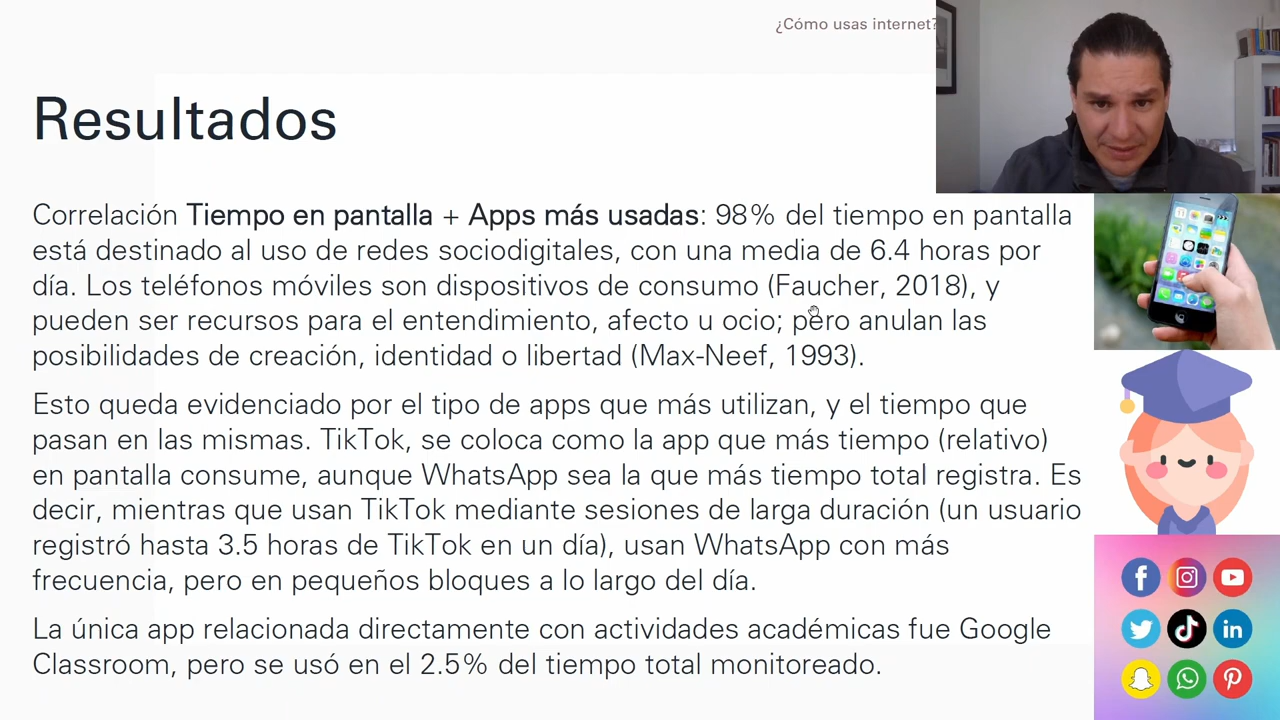 ¿Cómo usas internet?
Resultados
Correlación Tiempo en pantalla + Apps más usadas: 98% del tiempo en pantalla
está destinado al uso de redes sociodigitales, con una media de 6.4 horas por
día. Los teléfonos móviles son dispositivos de consumo (Faucher, 2018), y
pueden ser recursos para el entendimiento, afecto u ocio; pero anulan las
posibilidades de creación, identidad o libertad (Max-Neef, 1993).
Esto queda evidenciado por el tipo de apps que más utilizan, y el tiempo que
pasan en las mismas. TikTok, se coloca como la app que más tiempo (relativo)
en pantalla consume, aunque WhatsApp sea la que más tiempo total registra. Es
decir, mientras que usan TikTok mediante sesiones de larga duración (un usuario
registró hasta 3.5 horas de TikTok en un día), usan WhatsApp con más
frecuencia, pero en pequeños bloques a lo largo del día.
La única app relacionada directamente con actividades académicas fue Google
Classroom, pero se usó en el 2.5% del tiempo total monitoreado.